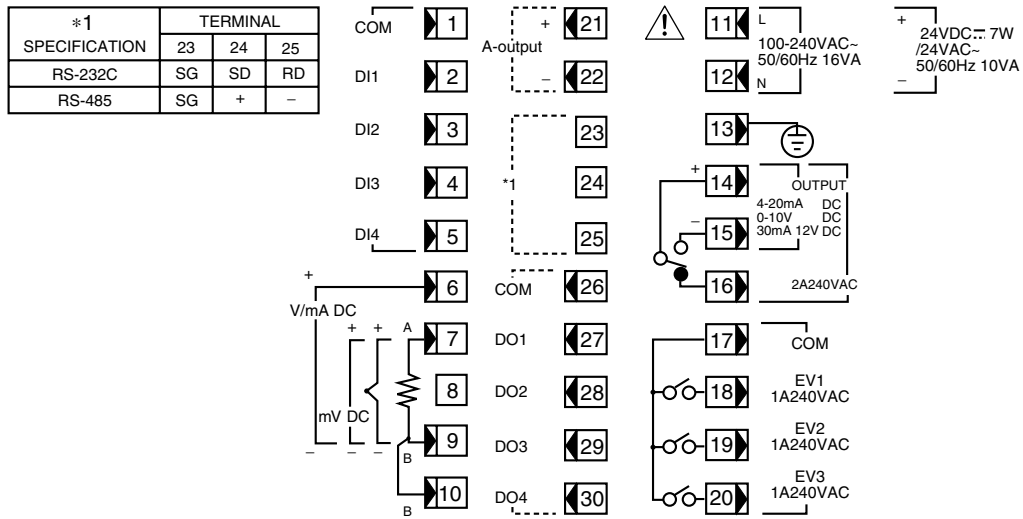 *1
SPECIFICATION
TERMINAL
23 24 25
RS-232C SG SD RD
RS-485 SG + −
COM 1
DI1 2
DI2 3
DI3 4
DI4 5
+
V/mA DC
6
+ + A 7
8
mV DC
9
− − − B
10
B
A-output
+ 21
− 22
*1
23
24
25
COM 26
DO1 27
DO2 28
DO3 29
DO4 30
11 L
100-240VAC~
50/60Hz 16VA
12 N
+
24VDC⎓ 7W
/24VAC~
50/60Hz 10VA
−
13
+ 14
OUTPUT
4-20mA DC
0-10V DC
30mA 12V DC
− 15
16 2A240VAC
17 COM
18 EV1
1A240VAC
19 EV2
1A240VAC
20 EV3
1A240VAC